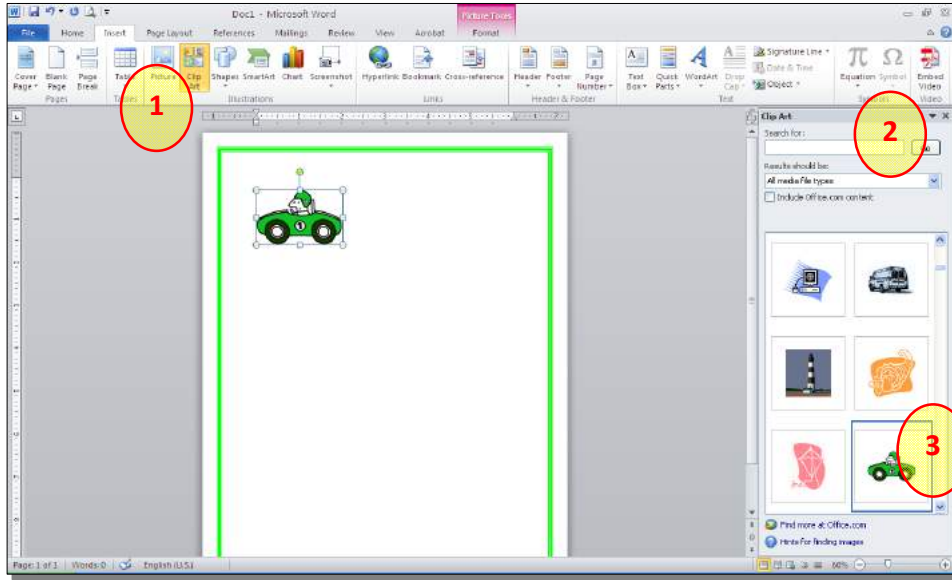 Doc1 - Microsoft Word
Picture Tools
File Home Insert Page Layout References Mailings Review View Acrobat Format
Cover Page Blank Page Page Break Table Picture Clip Art Shapes SmartArt Chart Screenshot Hyperlink Bookmark Cross-reference Header Footer Page Number Text Box Quick Parts WordArt Drop Cap Signature Line Date & Time Object Equation Symbol Embed Video
Pages Tables Illustrations Links Header & Footer Text Video
1
2
3
Clip Art
Search for:
Results should be:
All media file types
Include Office.com content
1
Find more at Office.com
Hints for finding images
Page: 1 of 1 Words: 0 English (U.S.) 60%